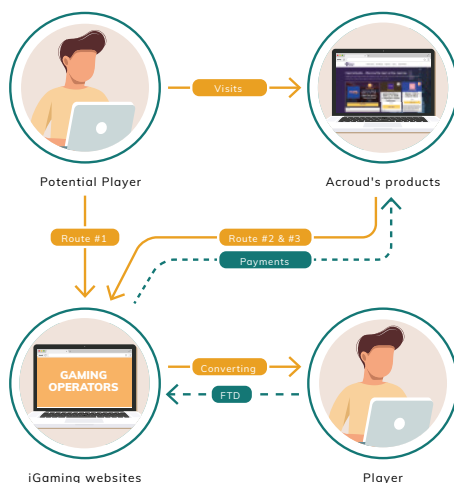 Visits
Potential Player
Acroud's products
Route #1
Route #2 & #3
Payments
GAMING
OPERATORS
Converting
FTD
iGaming websites
Player